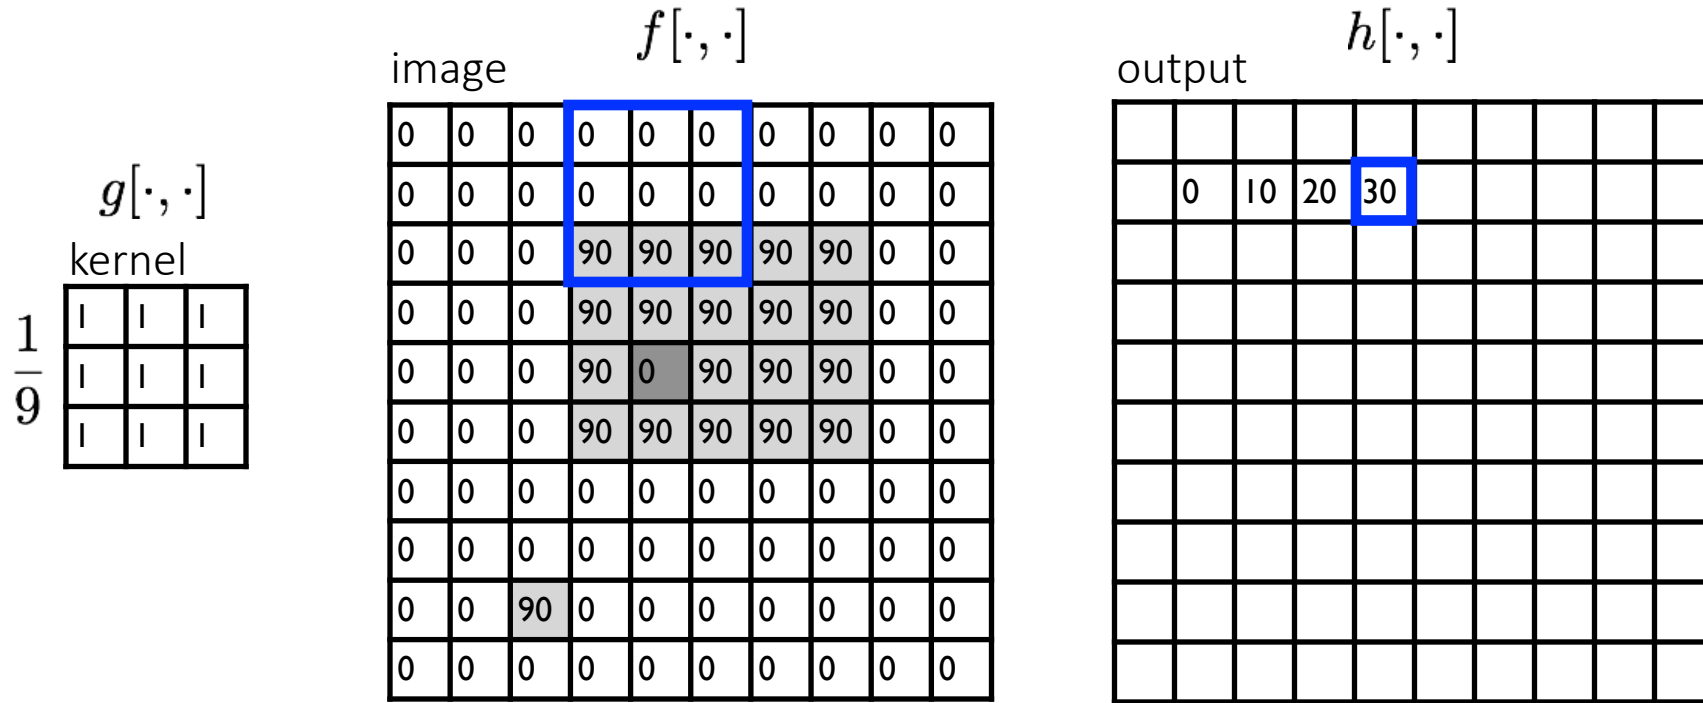 f[·, ·]
h[·, ·]
image
output
g[·, ·]
kernel
1/9
1 1 1
1 1 1
1 1 1
0 0 0 0 0 0 0 0 0 0
0 0 0 0 0 0 0 0 0 0
0 0 0 90 90 90 90 90 0 0
0 0 0 90 90 90 90 90 0 0
0 0 0 90 0 90 90 90 0 0
0 0 0 90 90 90 90 90 0 0
0 0 0 0 0 0 0 0 0 0
0 0 0 0 0 0 0 0 0 0
0 0 90 0 0 0 0 0 0 0
0 0 0 0 0 0 0 0 0 0
0 10 20 30